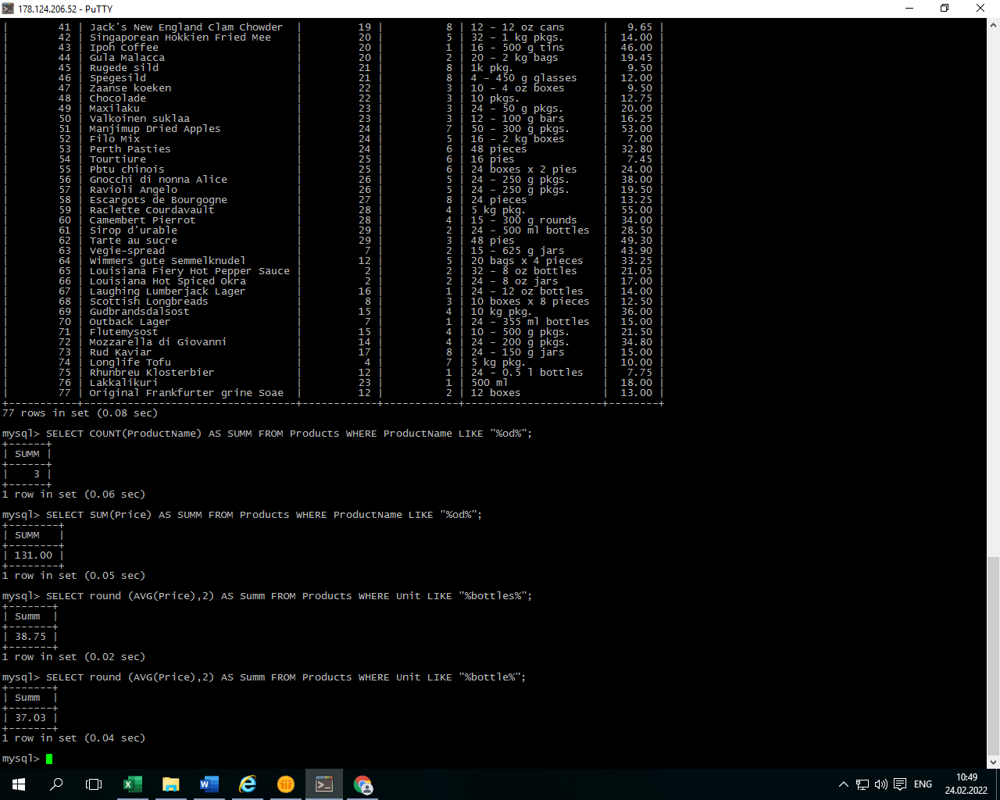 178.124.206.52 - PuTTY
|        41 | Jack's New England Clam Chowder  |         19 |          8 | 12 - 12 oz cans      |   9.65 |
|        42 | Singaporean Hokkien Fried Mee    |         20 |          5 | 32 - 1 kg pkgs.      |  14.00 |
|        43 | Ipoh Coffee                      |         20 |          1 | 16 - 500 g tins      |  46.00 |
|        44 | Gula Malacca                     |         20 |          2 | 20 - 2 kg bags       |  19.45 |
|        45 | Rugede sild                      |         21 |          8 | 1k pkg.              |   9.50 |
|        46 | Spegesild                        |         21 |          8 | 4 - 450 g glasses    |  12.00 |
|        47 | Zaanse koeken                    |         22 |          3 | 10 - 4 oz boxes      |   9.50 |
|        48 | Chocolade                        |         22 |          3 | 10 pkgs.             |  12.75 |
|        49 | Maxilaku                         |         23 |          3 | 24 - 50 g pkgs.      |  20.00 |
|        50 | Valkoinen suklaa                 |         23 |          3 | 12 - 100 g bars      |  16.25 |
|        51 | Manjimup Dried Apples            |         24 |          7 | 50 - 300 g pkgs.     |  53.00 |
|        52 | Filo Mix                         |         24 |          5 | 16 - 2 kg boxes      |   7.00 |
|        53 | Perth Pasties                    |         24 |          6 | 48 pieces            |  32.80 |
|        54 | Tourtiure                        |         25 |          6 | 16 pies              |   7.45 |
|        55 | Pbtu chinois                     |         25 |          6 | 24 boxes x 2 pies    |  24.00 |
|        56 | Gnocchi di nonna Alice           |         26 |          5 | 24 - 250 g pkgs.     |  38.00 |
|        57 | Ravioli Angelo                   |         26 |          5 | 24 - 250 g pkgs.     |  19.50 |
|        58 | Escargots de Bourgogne           |         27 |          8 | 24 pieces            |  13.25 |
|        59 | Raclette Courdavault             |         28 |          4 | 5 kg pkg.            |  55.00 |
|        60 | Camembert Pierrot                |         28 |          4 | 15 - 300 g rounds    |  34.00 |
|        61 | Sirop d'urable                   |         29 |          2 | 24 - 500 ml bottles  |  28.50 |
|        62 | Tarte au sucre                   |         29 |          3 | 48 pies              |  49.30 |
|        63 | Vegie-spread                     |          7 |          2 | 15 - 625 g jars      |  43.90 |
|        64 | Wimmers gute Semmelknudel        |         12 |          5 | 20 bags x 4 pieces   |  33.25 |
|        65 | Louisiana Fiery Hot Pepper Sauce |          2 |          2 | 32 - 8 oz bottles    |  21.05 |
|        66 | Louisiana Hot Spiced Okra        |          2 |          2 | 24 - 8 oz jars       |  17.00 |
|        67 | Laughing Lumberjack Lager        |         16 |          1 | 24 - 12 oz bottles   |  14.00 |
|        68 | Scottish Longbreads              |          8 |          3 | 10 boxes x 8 pieces  |  12.50 |
|        69 | Gudbrandsdalsost                 |         15 |          4 | 10 kg pkg.           |  36.00 |
|        70 | Outback Lager                    |          7 |          1 | 24 - 355 ml bottles  |  15.00 |
|        71 | Flutemysost                      |         15 |          4 | 10 - 500 g pkgs.     |  21.50 |
|        72 | Mozzarella di Giovanni           |         14 |          4 | 24 - 200 g pkgs.     |  34.80 |
|        73 | Rud Kaviar                       |         17 |          8 | 24 - 150 g jars      |  15.00 |
|        74 | Longlife Tofu                    |          4 |          7 | 5 kg pkg.            |  10.00 |
|        75 | Rhunbreu Klosterbier             |         12 |          1 | 24 - 0.5 l bottles   |   7.75 |
|        76 | Lakkalikuri                      |         23 |          1 | 500 ml               |  18.00 |
|        77 | Original Frankfurter grine Soae  |         12 |          2 | 12 boxes             |  13.00 |
+-----------+----------------------------------+------------+------------+----------------------+--------+
77 rows in set (0.08 sec)
mysql> SELECT COUNT(ProductName) AS SUMM FROM Products WHERE ProductName LIKE "%od%";
+------+
| SUMM |
+------+
|    3 |
+------+
1 row in set (0.06 sec)
mysql> SELECT SUM(Price) AS SUMM FROM Products WHERE ProductName LIKE "%od%";
+--------+
| SUMM   |
+--------+
| 131.00 |
+--------+
1 row in set (0.05 sec)
mysql> SELECT round (AVG(Price),2) AS Summ FROM Products WHERE Unit LIKE "%bottles%";
+-------+
| Summ  |
+-------+
| 38.75 |
+-------+
1 row in set (0.02 sec)
mysql> SELECT round (AVG(Price),2) AS Summ FROM Products WHERE Unit LIKE "%bottle%";
+-------+
| Summ  |
+-------+
| 37.03 |
+-------+
1 row in set (0.04 sec)
mysql>
ENG
10:49
24.02.2022